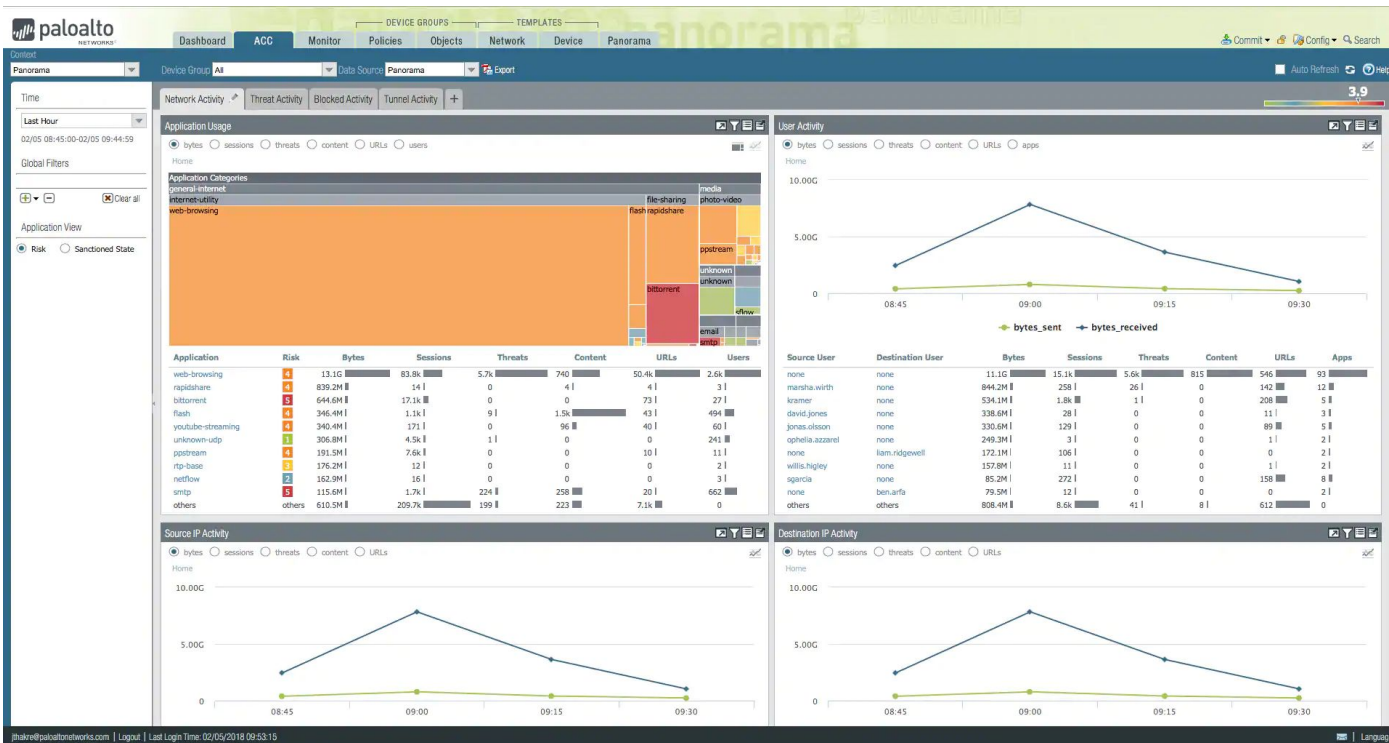 paloalto
NETWORKS
DEVICE GROUPS TEMPLATES
Dashboard ACC Monitor Policies Objects Network Device Panorama
panorama
Commit Config Search
Context
Panorama Device Group All Data Source Panorama Export Auto Refresh Help
Time
Last Hour
02/05 08:45:00-02/05 09:44:59
Global Filters
Clear all
Application View
Risk Sanctioned State
Network Activity Threat Activity Blocked Activity Tunnel Activity + 3.9
Application Usage
bytes sessions threats content URLs users
Home
Application Categories
general-internet media
internet-utility file-sharing photo-video
web-browsing flash rapidshare
ppstream
unknown
unknown
bittorrent
sflow
email
smtp
Application Risk Bytes Sessions Threats Content URLs Users
web-browsing 4 13.1G 83.8k 5.7k 740 50.4k 2.6k
rapidshare 4 839.2M 14 0 4 4 3
bittorrent 5 644.6M 17.1k 0 0 73 27
flash 4 346.4M 1.1k 9 1.5k 43 494
youtube-streaming 4 340.4M 171 0 96 40 60
unknown-udp 1 306.8M 4.5k 1 0 0 241
ppstream 4 191.5M 7.6k 0 0 10 11
rtp-base 3 176.2M 12 0 0 0 2
netflow 2 162.9M 16 0 0 0 3
smtp 5 115.6M 1.7k 224 258 20 662
others others 610.5M 209.7k 199 223 7.1k 0
User Activity
bytes sessions threats content URLs apps
Home
10.00G
5.00G
0
08:45 09:00 09:15 09:30
bytes_sent bytes_received
Source User Destination User Bytes Sessions Threats Content URLs Apps
none none 11.1G 15.1k 5.6k 815 546 93
marsha.wirth none 844.2M 258 26 0 142 12
kramer none 534.1M 1.8k 1 0 208 5
david.jones none 338.6M 28 0 0 11 3
jonas.olsson none 330.6M 129 0 0 89 5
ophelia.azzarel none 249.3M 3 0 0 1 2
none liam.ridgewell 172.1M 106 0 0 0 2
willis.higley none 157.8M 11 0 0 1 2
sgarcia none 85.2M 272 0 0 158 8
none ben.arfa 79.5M 12 0 0 0 2
others others 808.4M 8.6k 41 8 612 0
Source IP Activity
bytes sessions threats content URLs
Home
10.00G
5.00G
0
08:45 09:00 09:15 09:30
Destination IP Activity
bytes sessions threats content URLs
Home
10.00G
5.00G
0
08:45 09:00 09:15 09:30
jthakre@paloaltonetworks.com | Logout | Last Login Time: 02/05/2018 09:53:15 | Languag